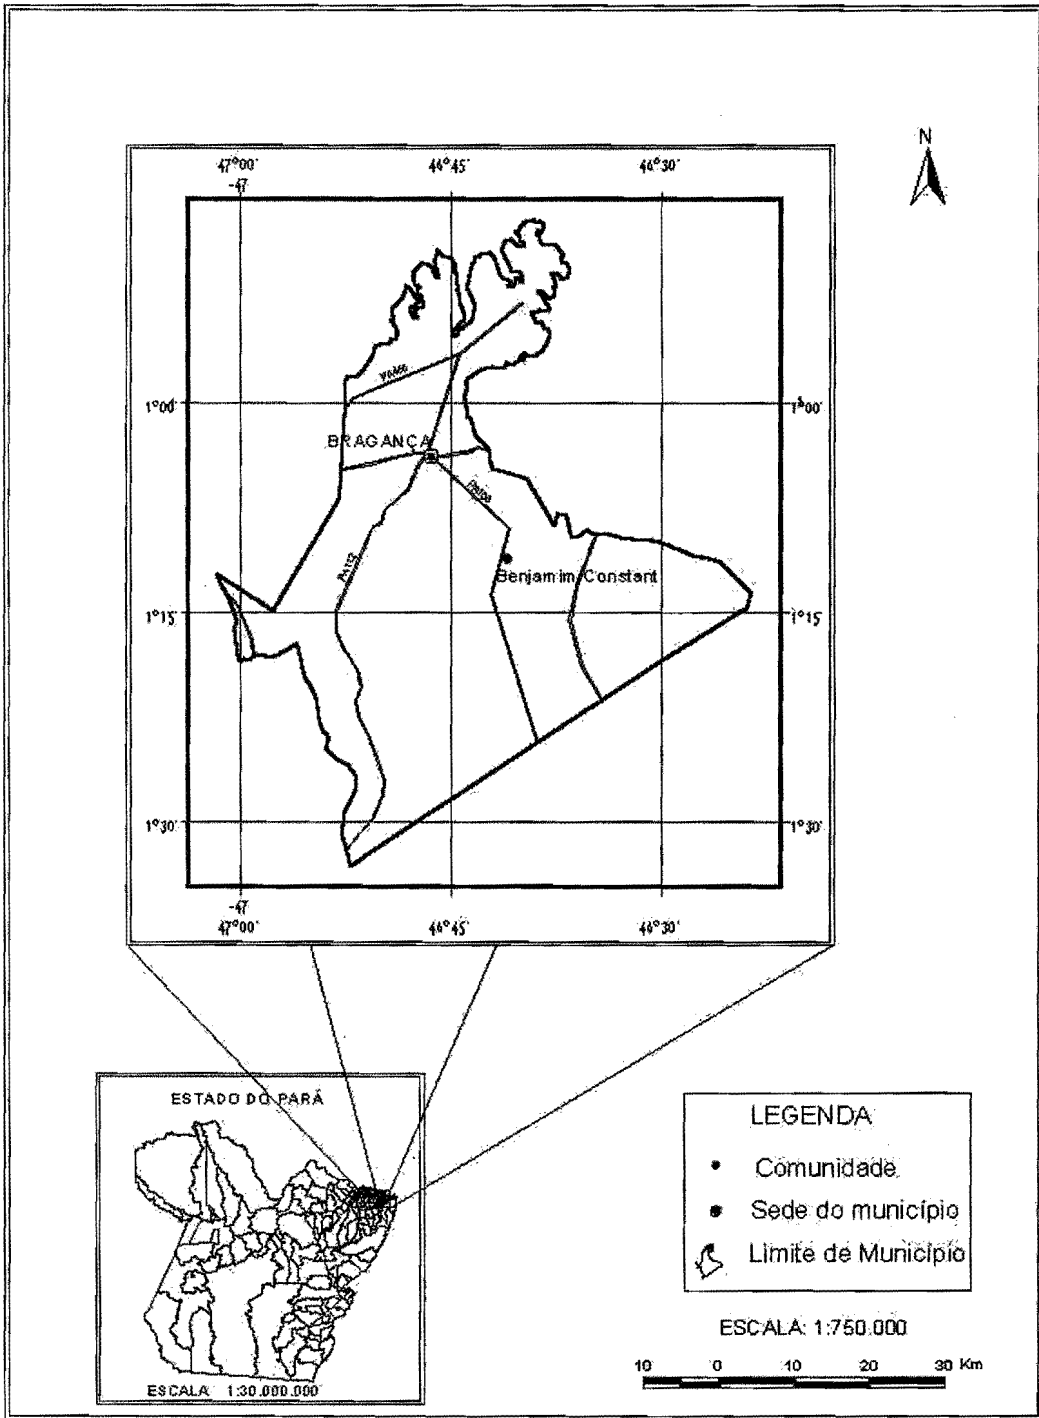 N
47°00' 46°45' 46°30'
-47
1°00' 1°00'
BRAGANÇA
PA108
PA112
Benjamim Constant
1°15' 1°15'
1°30' 1°30'
-47
47°00' 46°45' 46°30'
ESTADO DO PARÁ
ESCALA 1:30.000.000
LEGENDA
Comunidade
Sede do município
Limite de Município
ESCALA: 1:750.000
10 0 10 20 30 Km